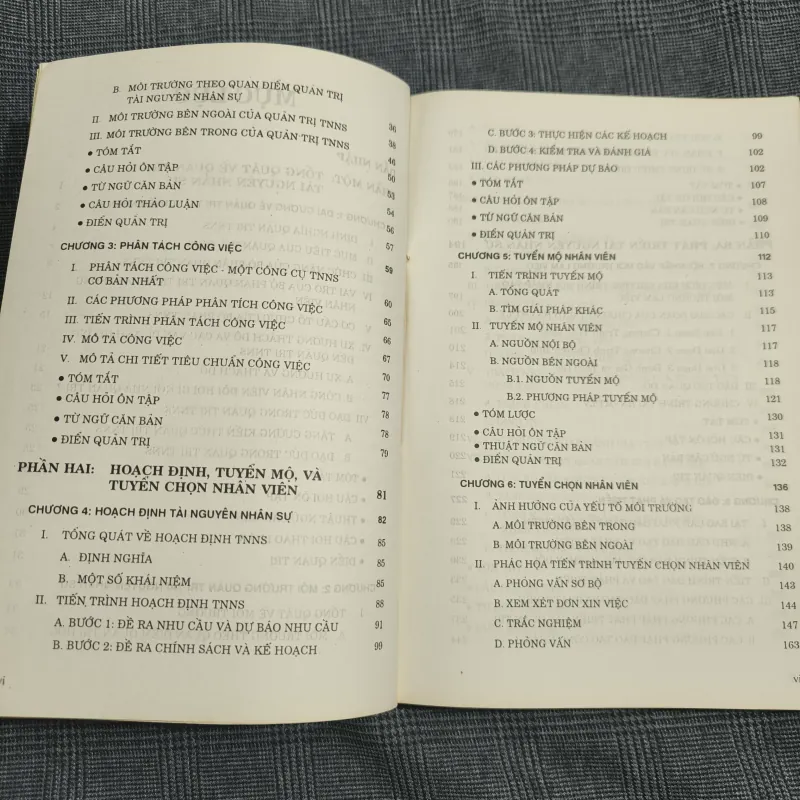 B. MÔI TRƯỜNG THEO QUAN ĐIỂM QUẢN TRỊ
TÀI NGUYÊN NHÂN SỰ 36
II MÔI TRƯỜNG BÊN NGOÀI CỦA QUẢN TRỊ TNNS 38
III. MÔI TRƯỜNG BÊN TRONG CỦA QUẢN TRỊ TNNS 46
• TÓM TẮT 50
• CÂU HỎI ÔN TẬP 53
• TỪ NGỮ CĂN BẢN 54
• CÂU HỎI THẢO LUẬN 56
• ĐIỂN QUẢN TRỊ 57
CHƯƠNG 3: PHÂN TÁCH CÔNG VIỆC 59
I. PHÂN TÁCH CÔNG VIỆC - MỘT CÔNG CỤ TNNS
CƠ BẢN NHẤT 60
II. CÁC PHƯƠNG PHÁP PHÂN TÍCH CÔNG VIỆC 65
III. TIẾN TRÌNH PHÂN TÁCH CÔNG VIỆC 66
IV. MÔ TẢ CÔNG VIỆC 67
V. MÔ TẢ CHI TIẾT TIÊU CHUẨN CÔNG VIỆC 70
• TÓM TẮT 77
• CÂU HỎI ÔN TẬP 78
• TỪ NGỮ CĂN BẢN 78
• ĐIỂN QUẢN TRỊ 79
PHẦN HAI: HOẠCH ĐỊNH, TUYỂN MỘ, VÀ
TUYỂN CHỌN NHÂN VIÊN 81
CHƯƠNG 4: HOẠCH ĐỊNH TÀI NGUYÊN NHÂN SỰ 82
I. TỔNG QUÁT VỀ HOẠCH ĐỊNH TNNS 85
A. ĐỊNH NGHĨA 85
B. MỘT SỐ KHÁI NIỆM 85
II. TIẾN TRÌNH HOẠCH ĐỊNH TNNS 88
A. BƯỚC 1: ĐỀ RA NHU CẦU VÀ DỰ BÁO NHU CẦU 91
B. BƯỚC 2: ĐỀ RA CHÍNH SÁCH VÀ KẾ HOẠCH 99
vi
C. BƯỚC 3: THỰC HIỆN CÁC KẾ HOẠCH 99
D. BƯỚC 4: KIỂM TRA VÀ ĐÁNH GIÁ 102
III. CÁC PHƯƠNG PHÁP DỰ BÁO 102
• TÓM TẮT 107
• CÂU HỎI ÔN TẬP 108
• TỪ NGỮ CĂN BẢN 109
• ĐIỂN QUẢN TRỊ 110
CHƯƠNG 5: TUYỂN MỘ NHÂN VIÊN 112
I. TIẾN TRÌNH TUYỂN MỘ 113
A. TỔNG QUÁT 113
B. TÌM GIẢI PHÁP KHÁC 115
II. TUYỂN MỘ NHÂN VIÊN 117
A. NGUỒN NỘI BỘ 117
B. NGUỒN BÊN NGOÀI 118
B.1. NGUỒN TUYỂN MỘ 118
B.2. PHƯƠNG PHÁP TUYỂN MỘ 121
• TÓM LƯỢC 130
• CÂU HỎI ÔN TẬP 131
• THUẬT NGỮ CĂN BẢN 131
• ĐIỂN QUẢN TRỊ 132
CHƯƠNG 6: TUYỂN CHỌN NHÂN VIÊN 136
I. ẢNH HƯỞNG CỦA YẾU TỐ MÔI TRƯỜNG 138
A. MÔI TRƯỜNG BÊN TRONG 138
B. MÔI TRƯỜNG BÊN NGOÀI 139
II. PHÁC HỌA TIẾN TRÌNH TUYỂN CHỌN NHÂN VIÊN 140
A. PHỎNG VẤN SƠ BỘ 143
B. XEM XÉT ĐƠN XIN VIỆC 144
C. TRẮC NGHIỆM 147
D. PHỎNG VẤN 163